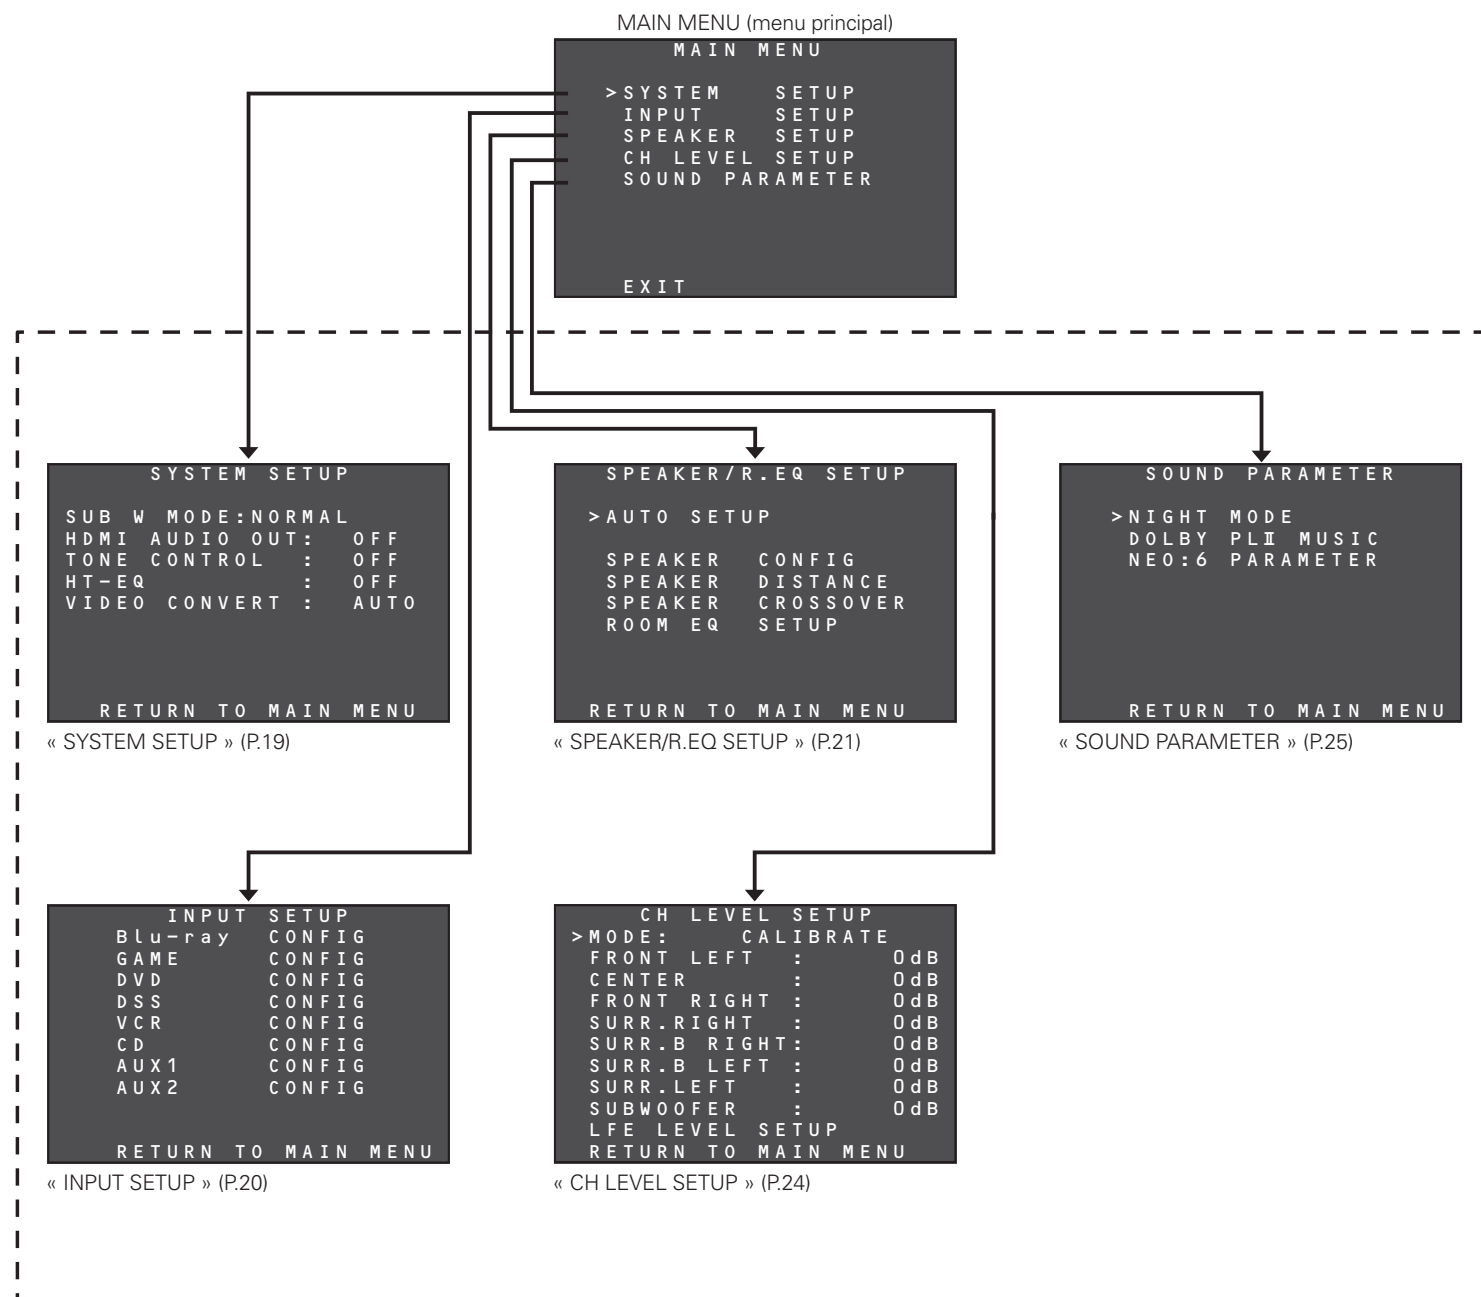 MAIN MENU (menu principal)
MAIN MENU
>SYSTEM SETUP
INPUT SETUP
SPEAKER SETUP
CH LEVEL SETUP
SOUND PARAMETER
EXIT
SYSTEM SETUP
SUB W MODE:NORMAL
HDMI AUDIO OUT: OFF
TONE CONTROL : OFF
HT-EQ : OFF
VIDEO CONVERT : AUTO
RETURN TO MAIN MENU
« SYSTEM SETUP » (P.19)
SPEAKER/R.EQ SETUP
>AUTO SETUP
SPEAKER CONFIG
SPEAKER DISTANCE
SPEAKER CROSSOVER
ROOM EQ SETUP
RETURN TO MAIN MENU
« SPEAKER/R.EQ SETUP » (P.21)
SOUND PARAMETER
>NIGHT MODE
DOLBY PLⅡ MUSIC
NEO:6 PARAMETER
RETURN TO MAIN MENU
« SOUND PARAMETER » (P.25)
INPUT SETUP
Blu-ray CONFIG
GAME CONFIG
DVD CONFIG
DSS CONFIG
VCR CONFIG
CD CONFIG
AUX1 CONFIG
AUX2 CONFIG
RETURN TO MAIN MENU
« INPUT SETUP » (P.20)
CH LEVEL SETUP
>MODE: CALIBRATE
FRONT LEFT : 0dB
CENTER : 0dB
FRONT RIGHT : 0dB
SURR.RIGHT : 0dB
SURR.B RIGHT: 0dB
SURR.B LEFT : 0dB
SURR.LEFT : 0dB
SUBWOOFER : 0dB
LFE LEVEL SETUP
RETURN TO MAIN MENU
« CH LEVEL SETUP » (P.24)